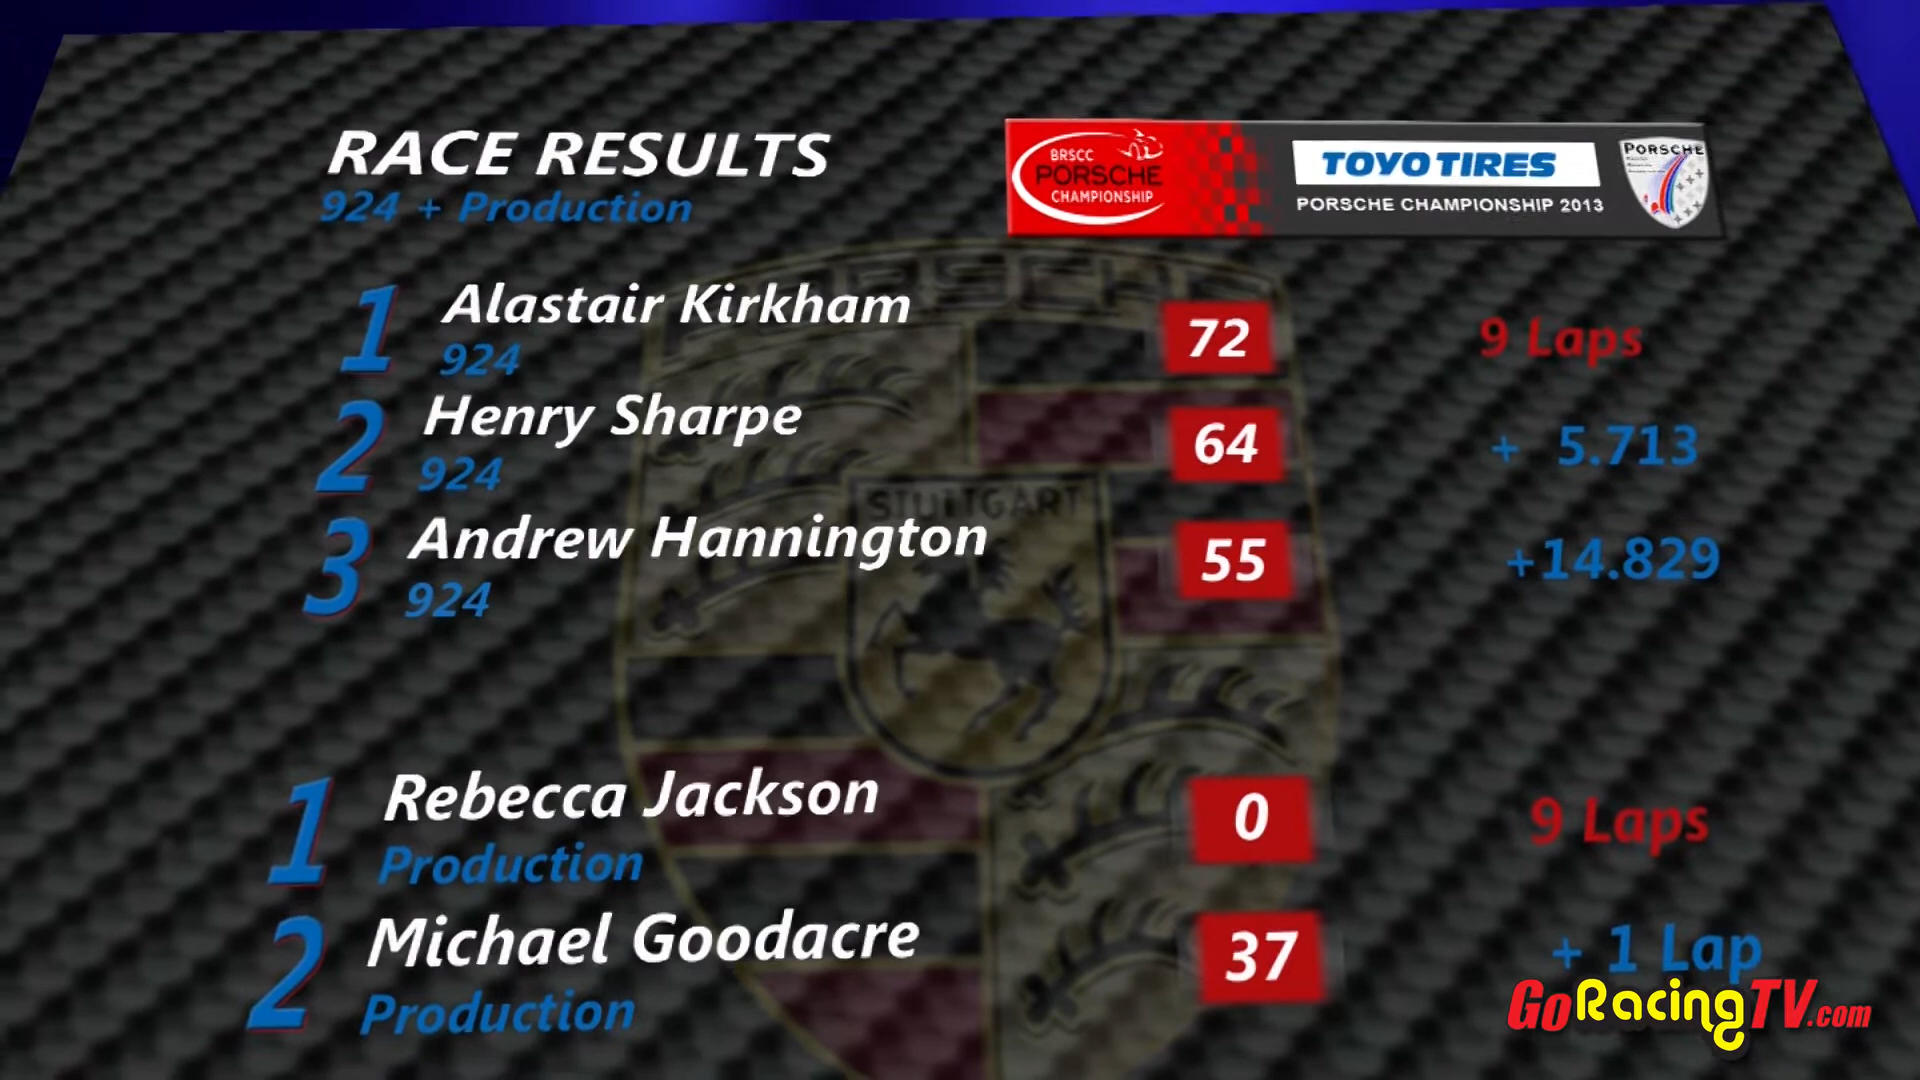 RACE RESULTS
924 + Production
BRSCC
PORSCHE
CHAMPIONSHIP
TOYO TIRES
PORSCHE CHAMPIONSHIP 2013
PORSCHE
PORSCHE
1 Alastair Kirkham 72 9 Laps
924
2 Henry Sharpe 64 + 5.713
924
STUTTGART
3 Andrew Hannington 55 +14.829
924
1 Rebecca Jackson 0 9 Laps
Production
2 Michael Goodacre 37 + 1 Lap
Production
GoRacingTV.com